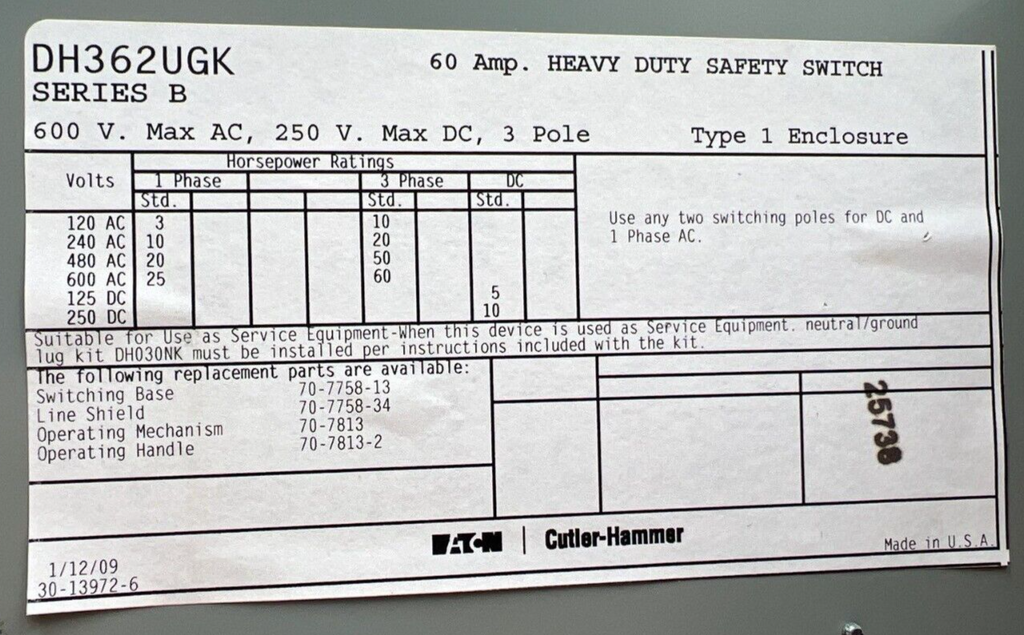 DH362UGK
60 Amp. HEAVY DUTY SAFETY SWITCH
SERIES B
600 V. Max AC, 250 V. Max DC, 3 Pole
Type 1 Enclosure
Horsepower Ratings
Volts 1 Phase 3 Phase DC
Std. Std. Std.
120 AC 3 10
240 AC 10 20
480 AC 20 50
600 AC 25 60
125 DC 5
250 DC 10
Use any two switching poles for DC and
1 Phase AC.
Suitable for Use as Service Equipment-When this device is used as Service Equipment. neutral/ground
lug kit DH030NK must be installed per instructions included with the kit.
The following replacement parts are available:
Switching Base 70-7758-13
Line Shield 70-7758-34
Operating Mechanism 70-7813
Operating Handle 70-7813-2
25738
EATON | Cutler-Hammer
Made in U.S.A.
1/12/09
30-13972-6